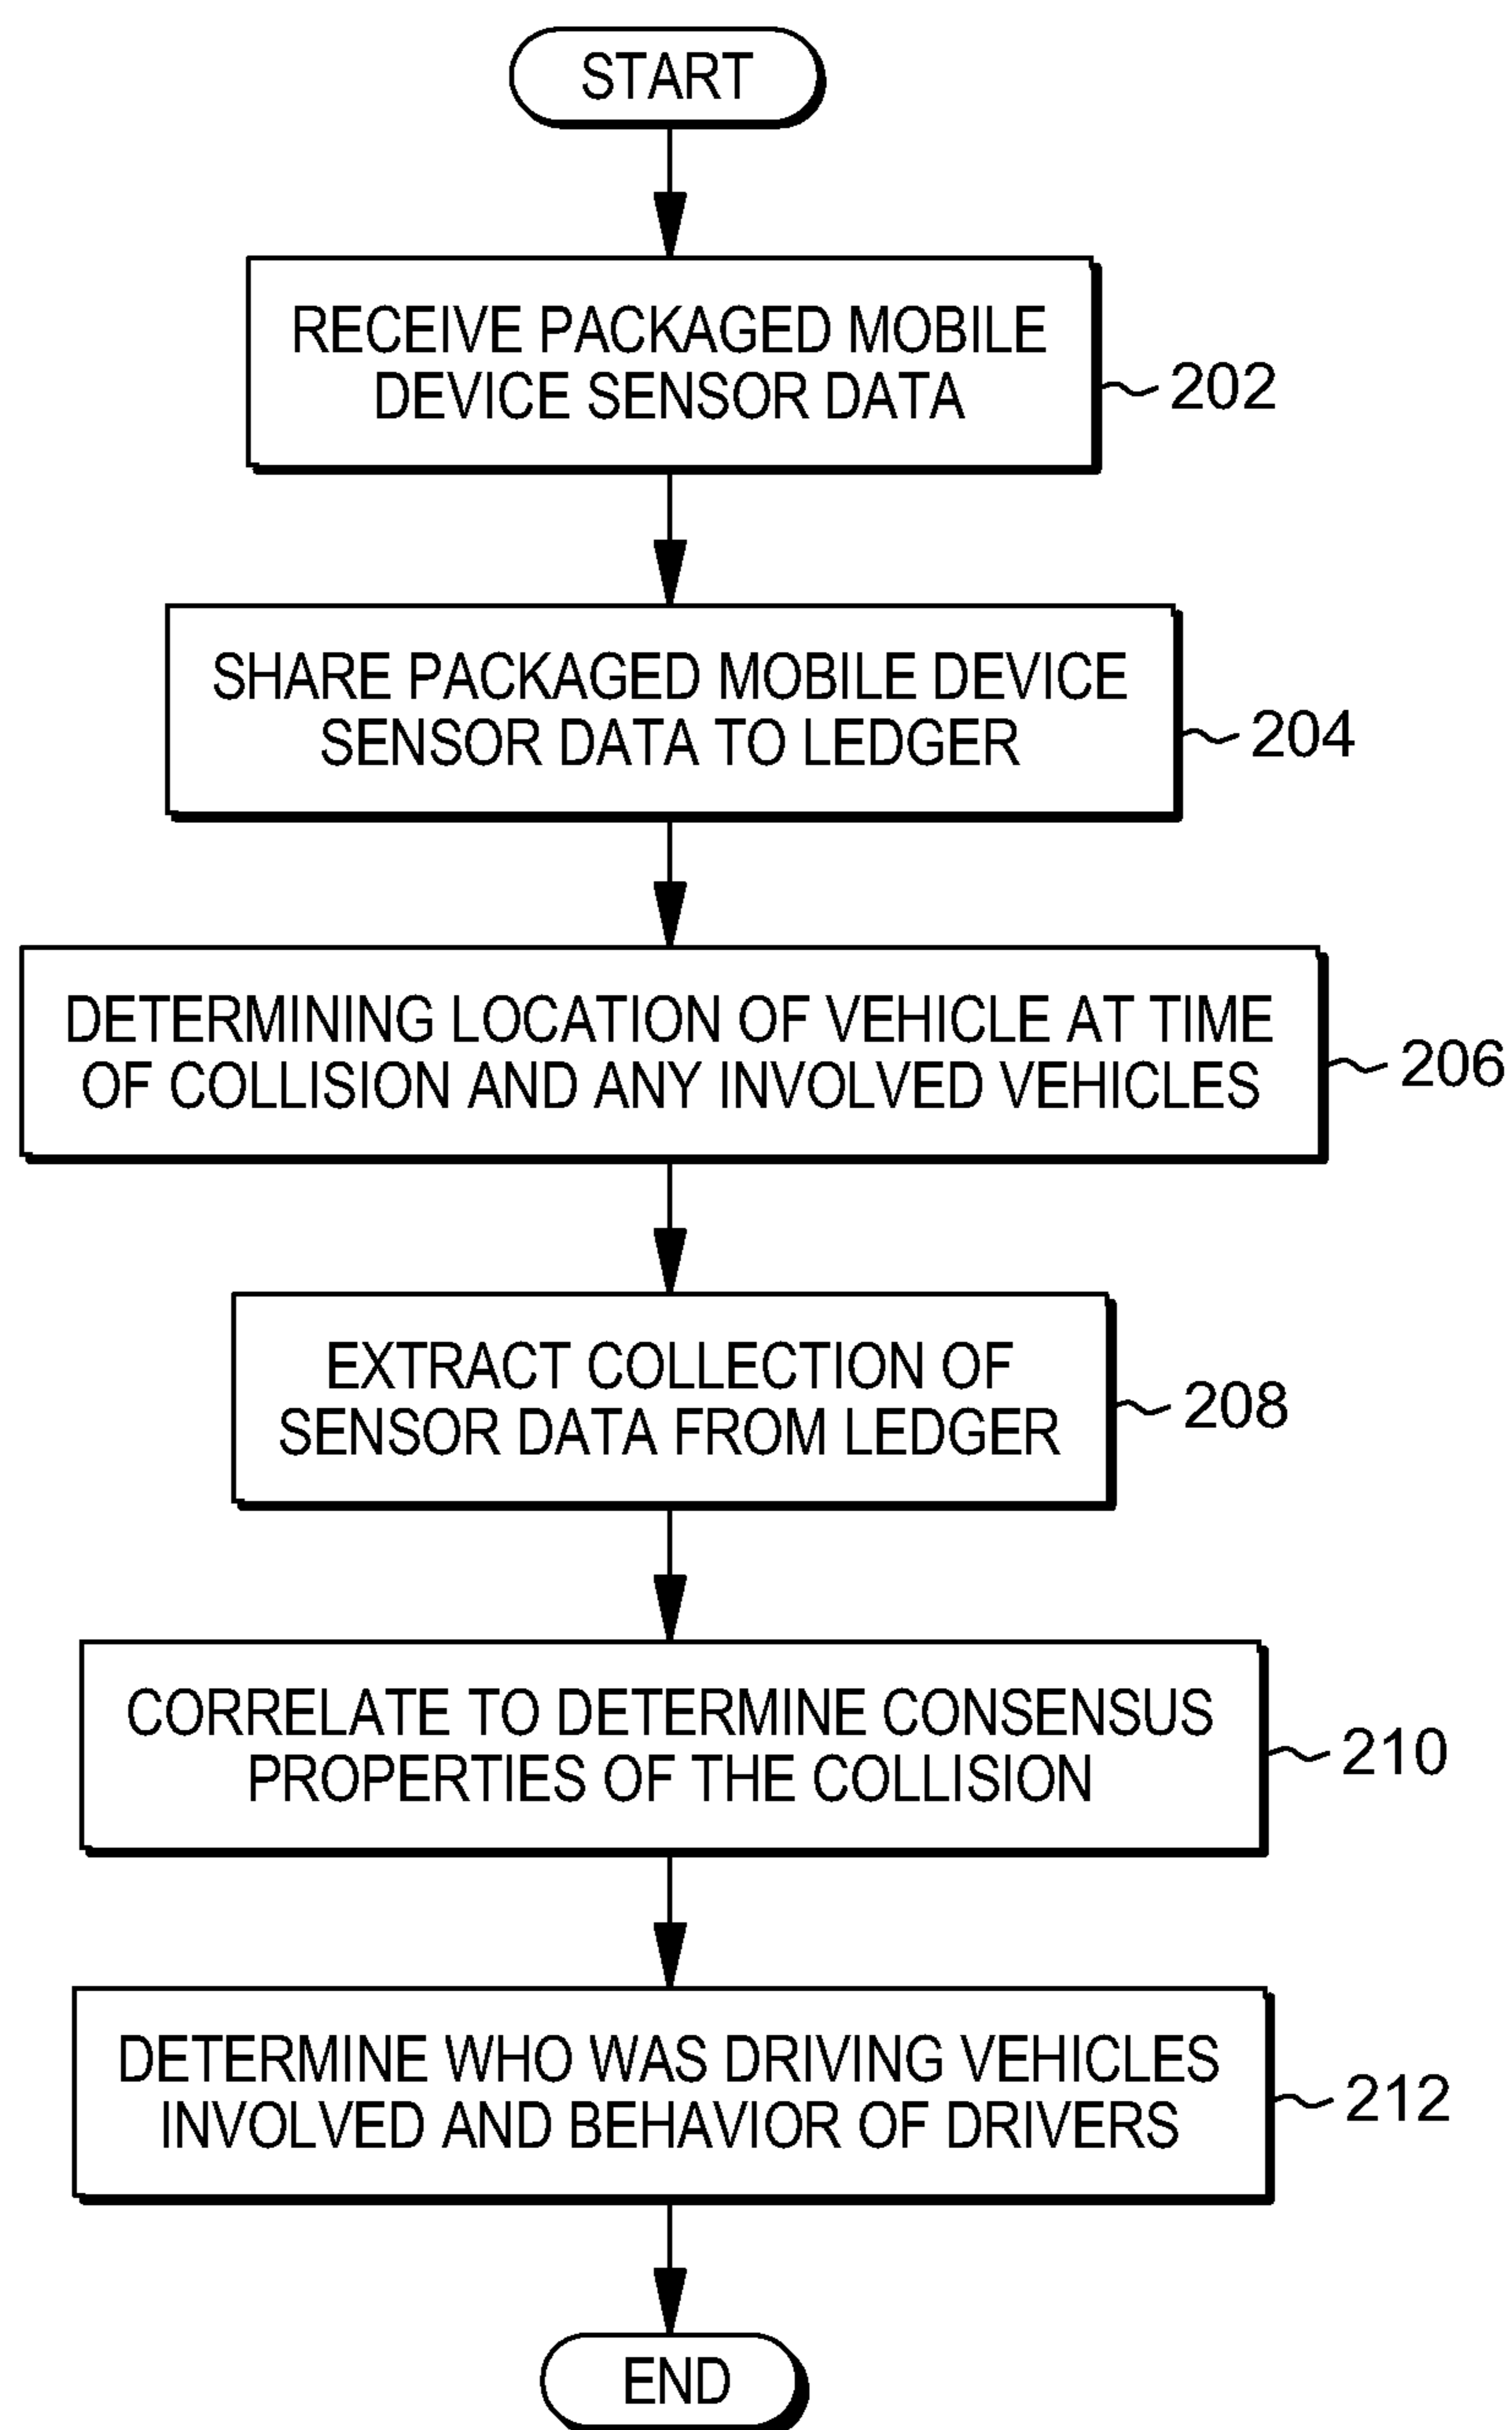 START
RECEIVE PACKAGED MOBILE
DEVICE SENSOR DATA
202
SHARE PACKAGED MOBILE DEVICE
SENSOR DATA TO LEDGER
204
DETERMINING LOCATION OF VEHICLE AT TIME
OF COLLISION AND ANY INVOLVED VEHICLES
206
EXTRACT COLLECTION OF
SENSOR DATA FROM LEDGER
208
CORRELATE TO DETERMINE CONSENSUS
PROPERTIES OF THE COLLISION
210
DETERMINE WHO WAS DRIVING VEHICLES
INVOLVED AND BEHAVIOR OF DRIVERS
212
END